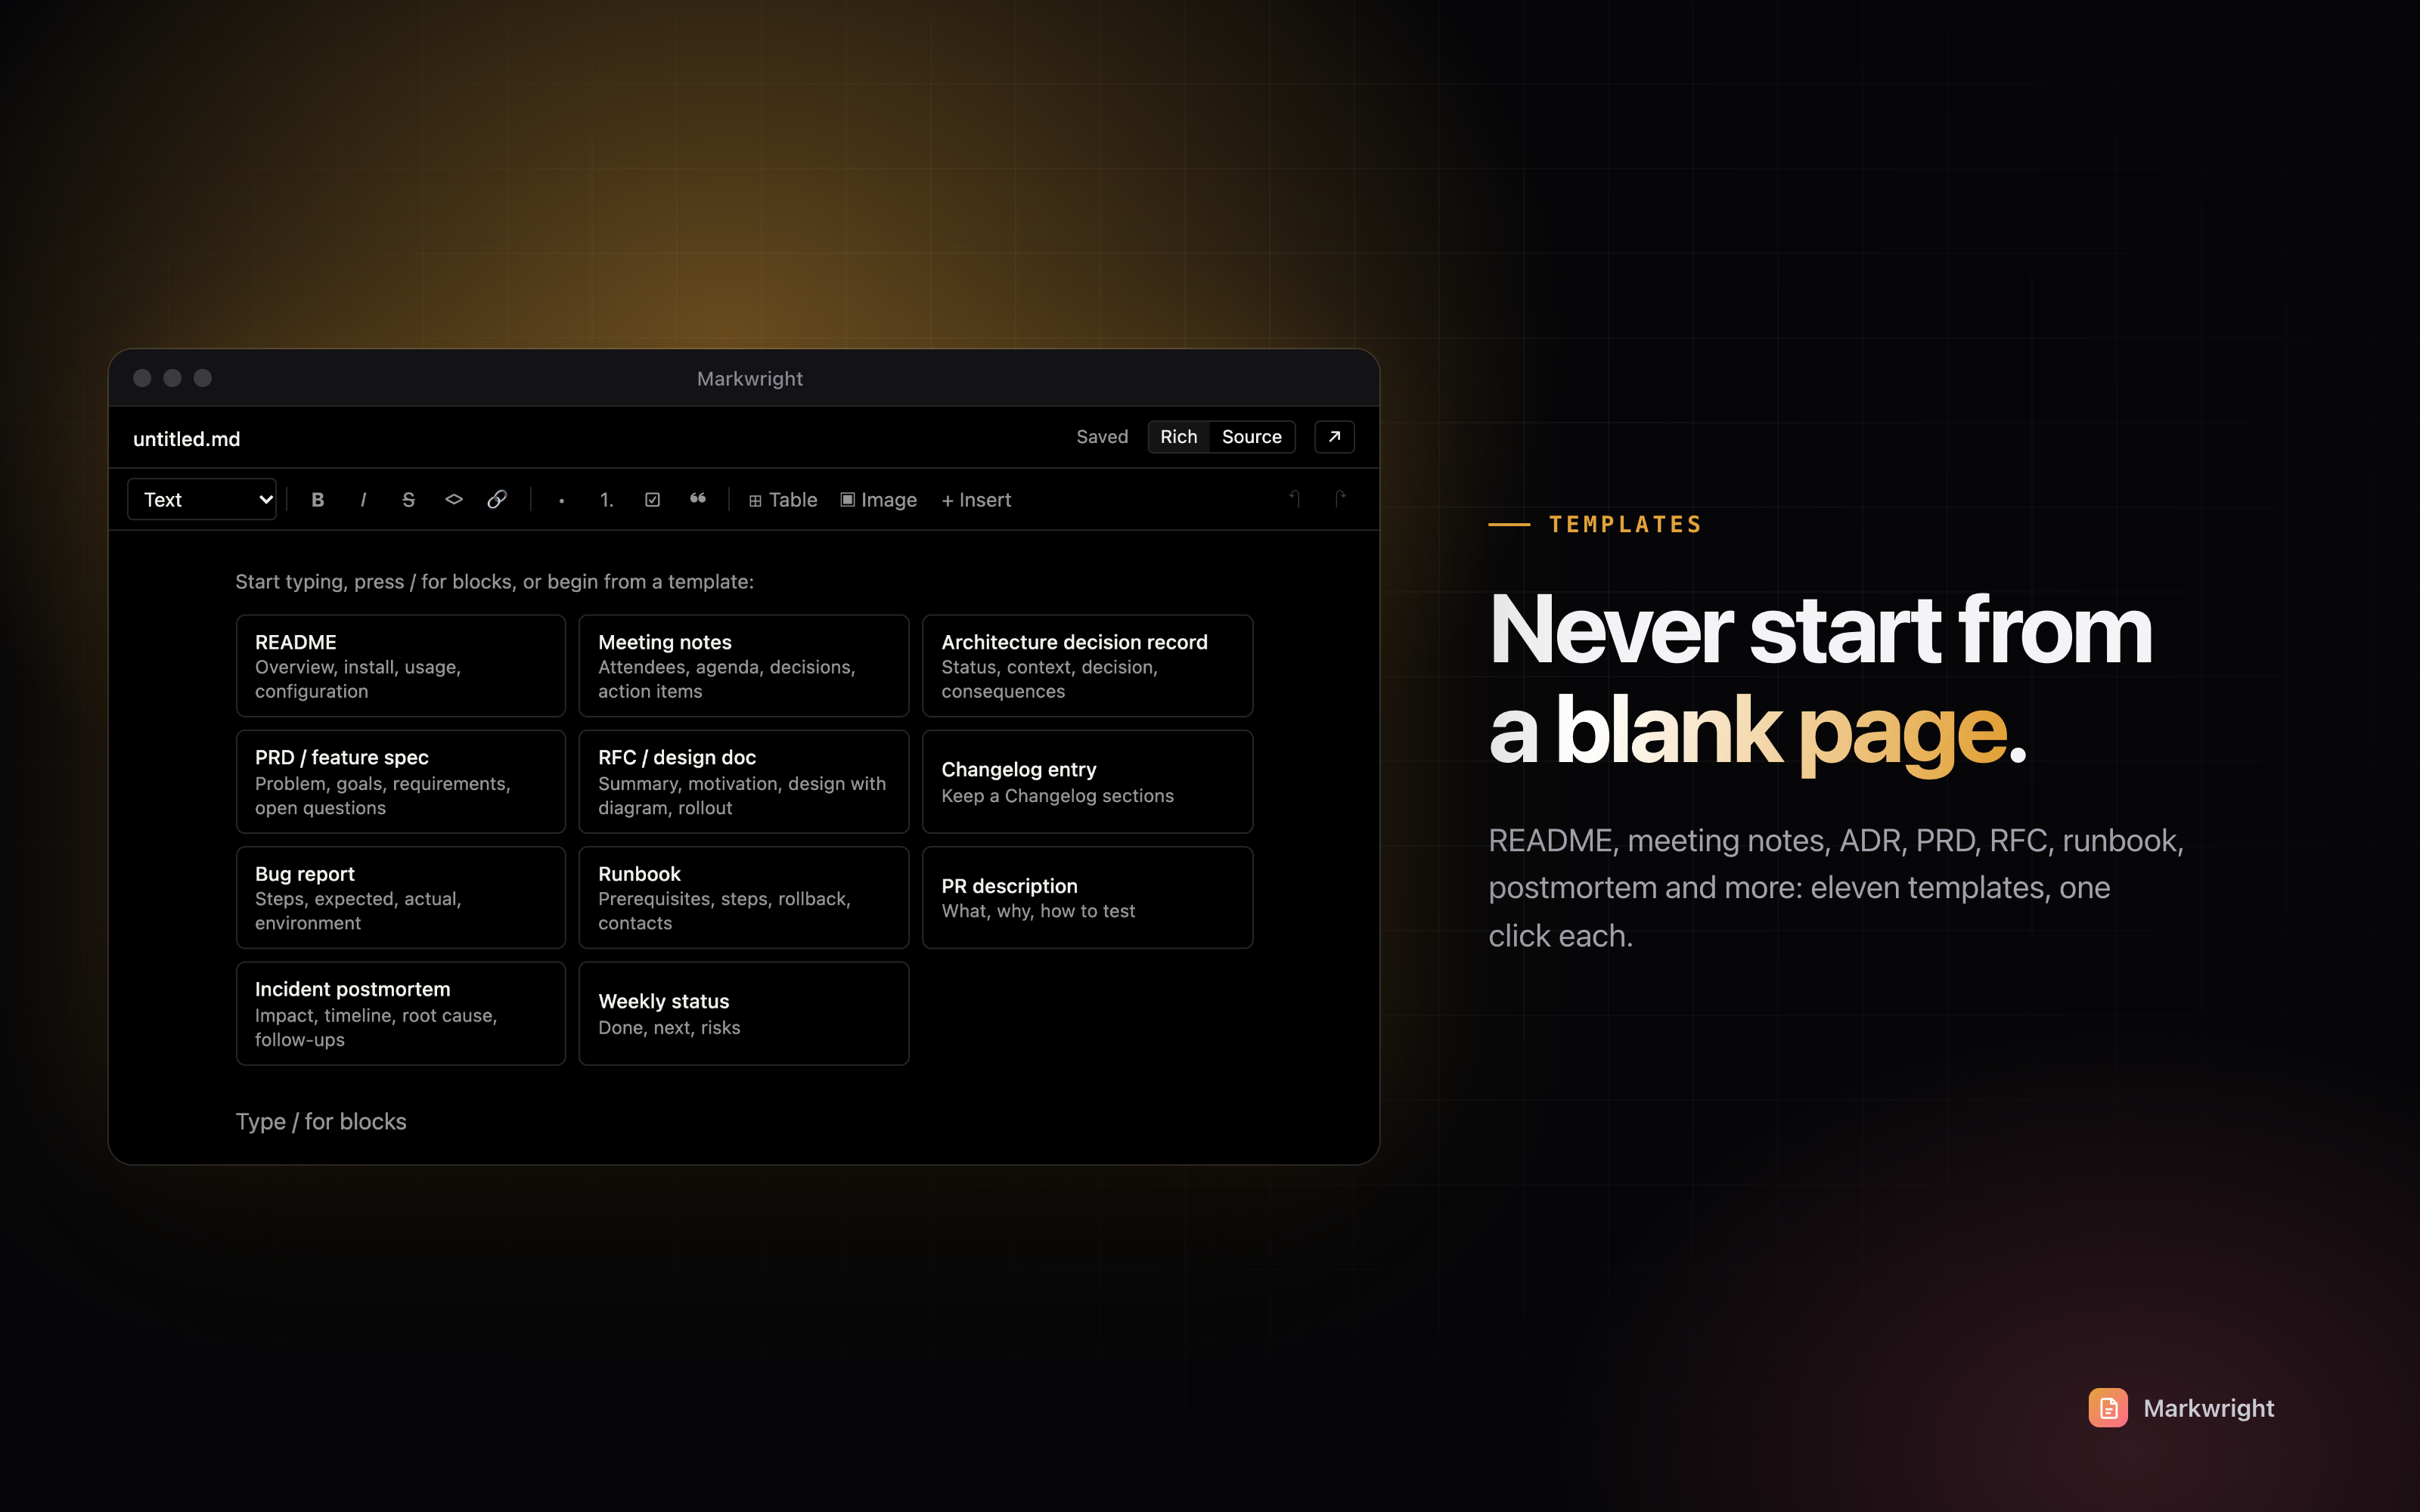 Markwright
untitled.md
Saved
Rich
Source
Text
B
I
S
1.
Table
Image
+ Insert
Start typing, press / for blocks, or begin from a template:
README
Overview, install, usage,
configuration
Meeting notes
Attendees, agenda, decisions,
action items
Architecture decision record
Status, context, decision,
consequences
PRD / feature spec
Problem, goals, requirements,
open questions
RFC / design doc
Summary, motivation, design with
diagram, rollout
Changelog entry
Keep a Changelog sections
Bug report
Steps, expected, actual,
environment
Runbook
Prerequisites, steps, rollback,
contacts
PR description
What, why, how to test
Incident postmortem
Impact, timeline, root cause,
follow-ups
Weekly status
Done, next, risks
Type / for blocks
TEMPLATES
Never start from
a blank page.
README, meeting notes, ADR, PRD, RFC, runbook,
postmortem and more: eleven templates, one
click each.
Markwright